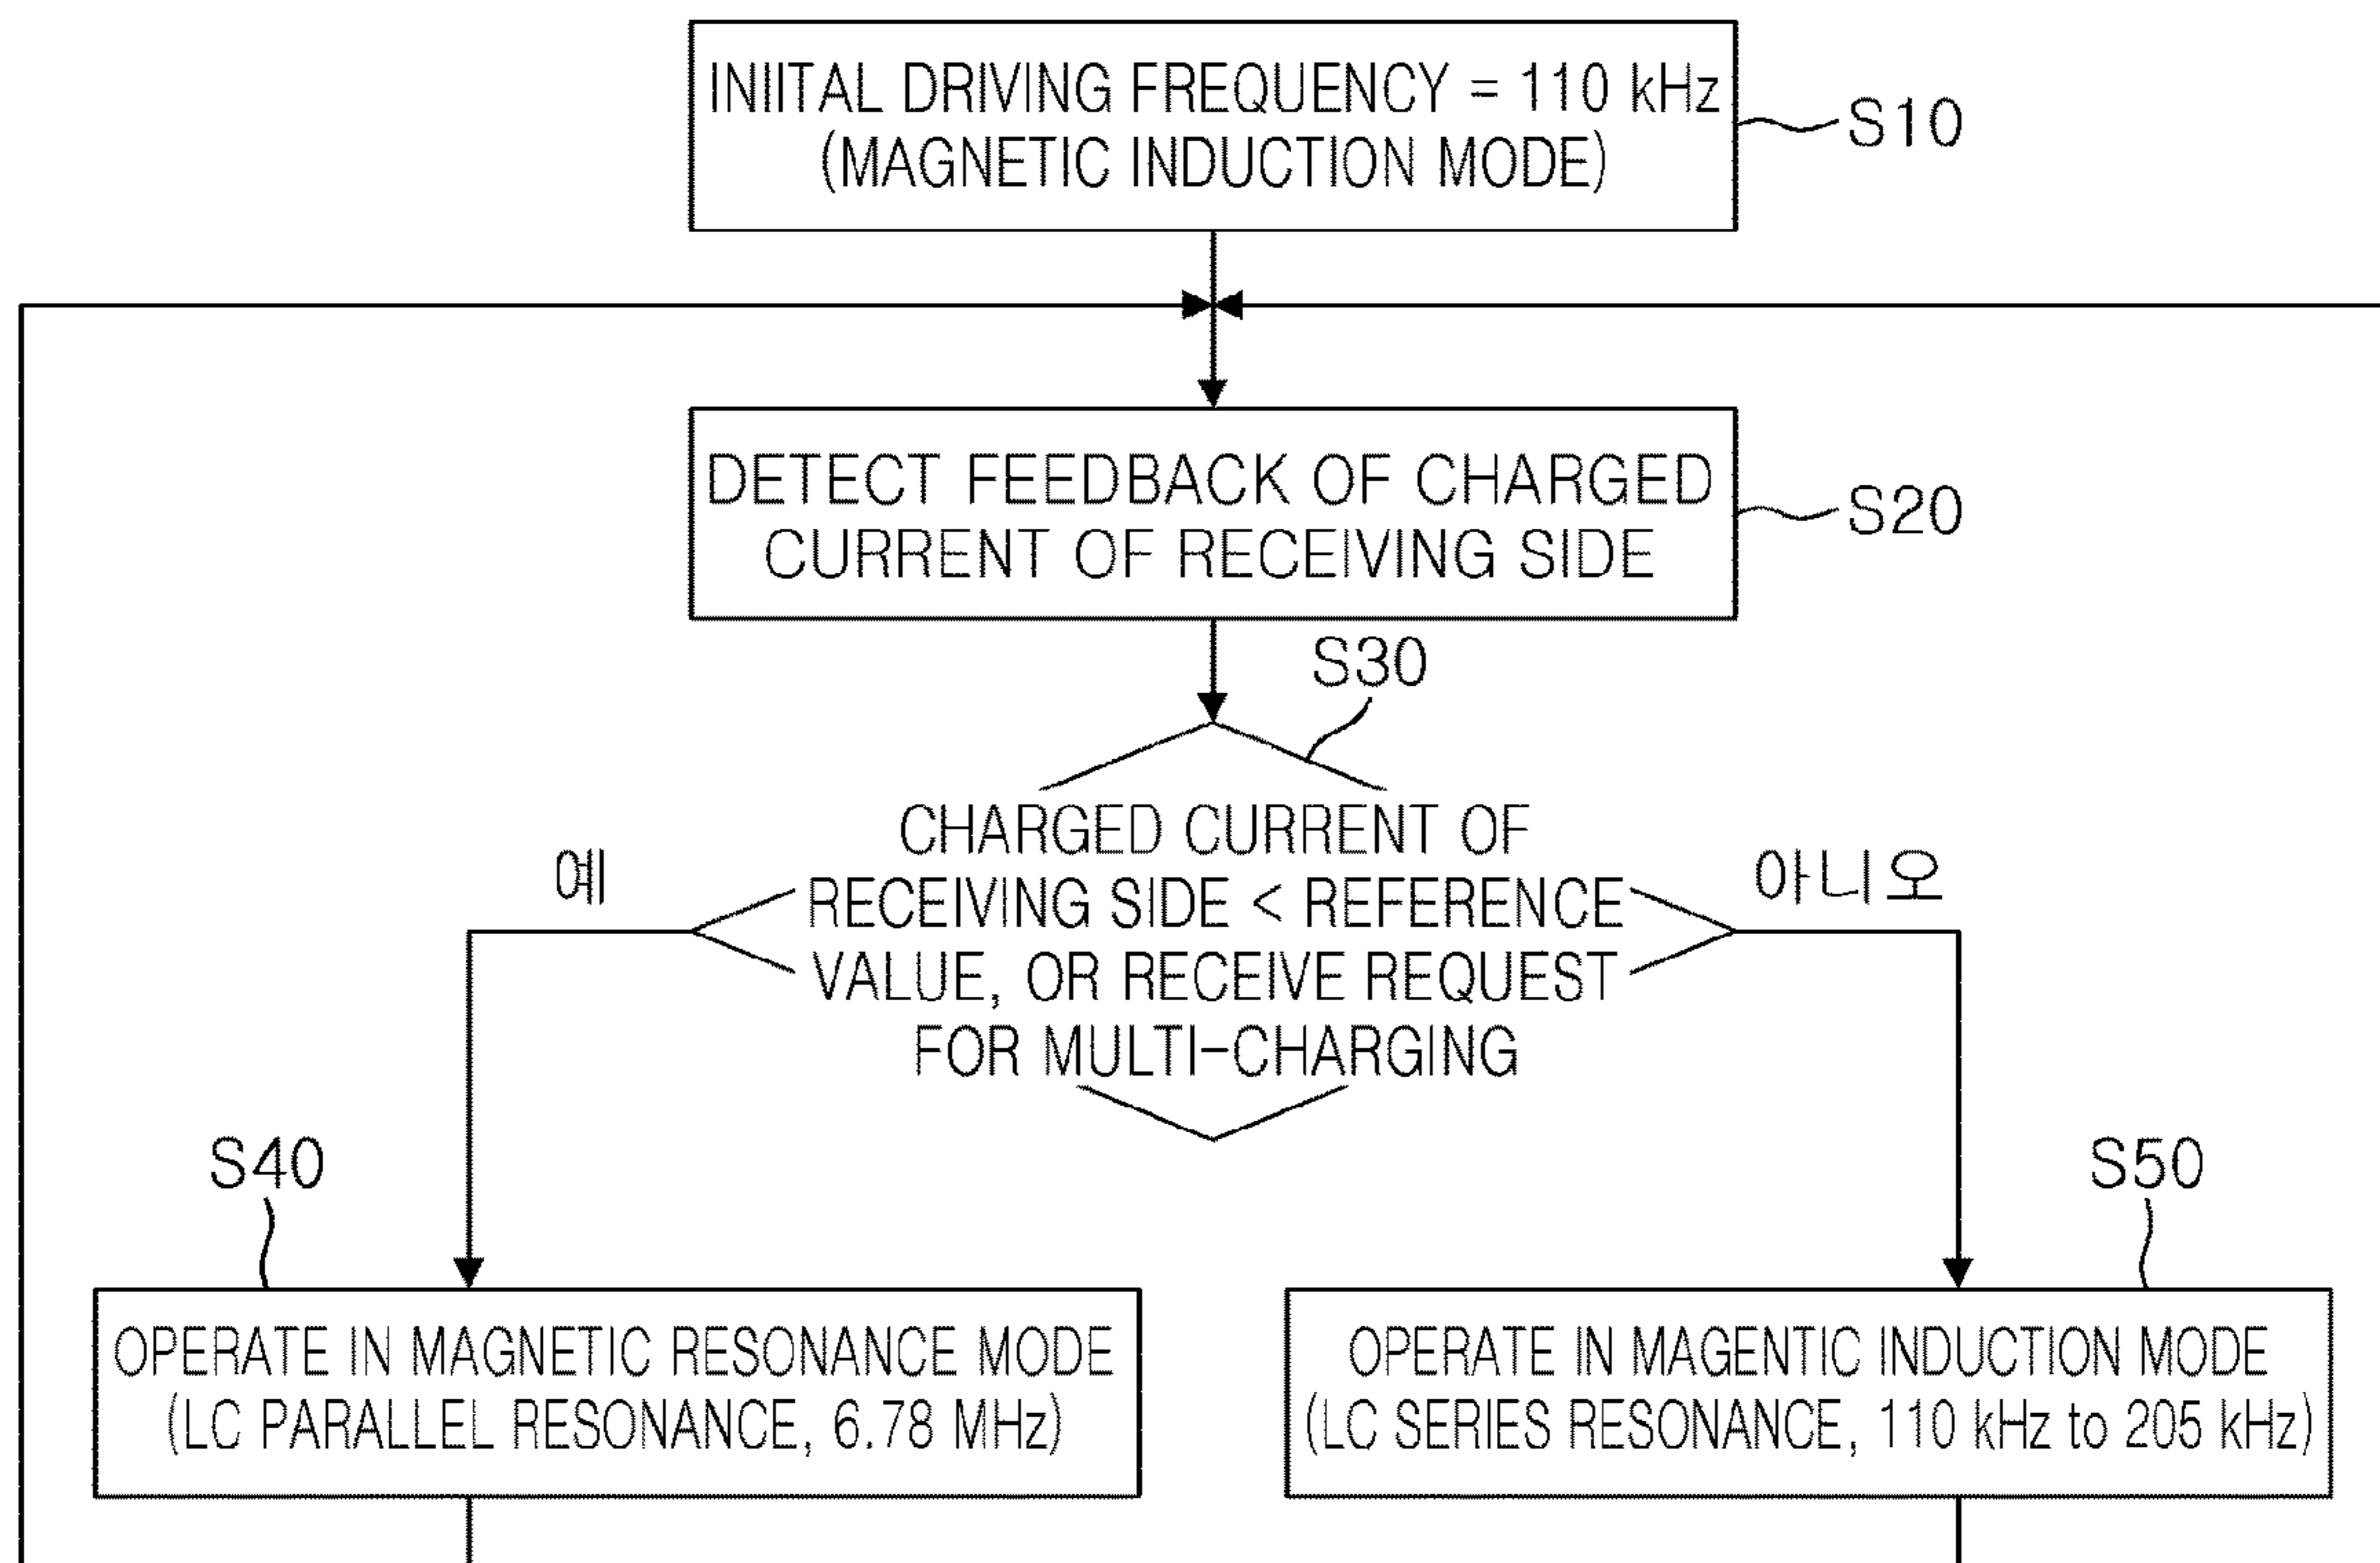 INIITAL DRIVING FREQUENCY = 110 kHz
(MAGNETIC INDUCTION MODE)
S10
DETECT FEEDBACK OF CHARGED
CURRENT OF RECEIVING SIDE
S20
S30
CHARGED CURRENT OF
RECEIVING SIDE < REFERENCE
VALUE, OR RECEIVE REQUEST
FOR MULTI-CHARGING
예
아니오
S40
S50
OPERATE IN MAGNETIC RESONANCE MODE
(LC PARALLEL RESONANCE, 6.78 MHz)
OPERATE IN MAGENTIC INDUCTION MODE
(LC SERIES RESONANCE, 110 kHz to 205 kHz)